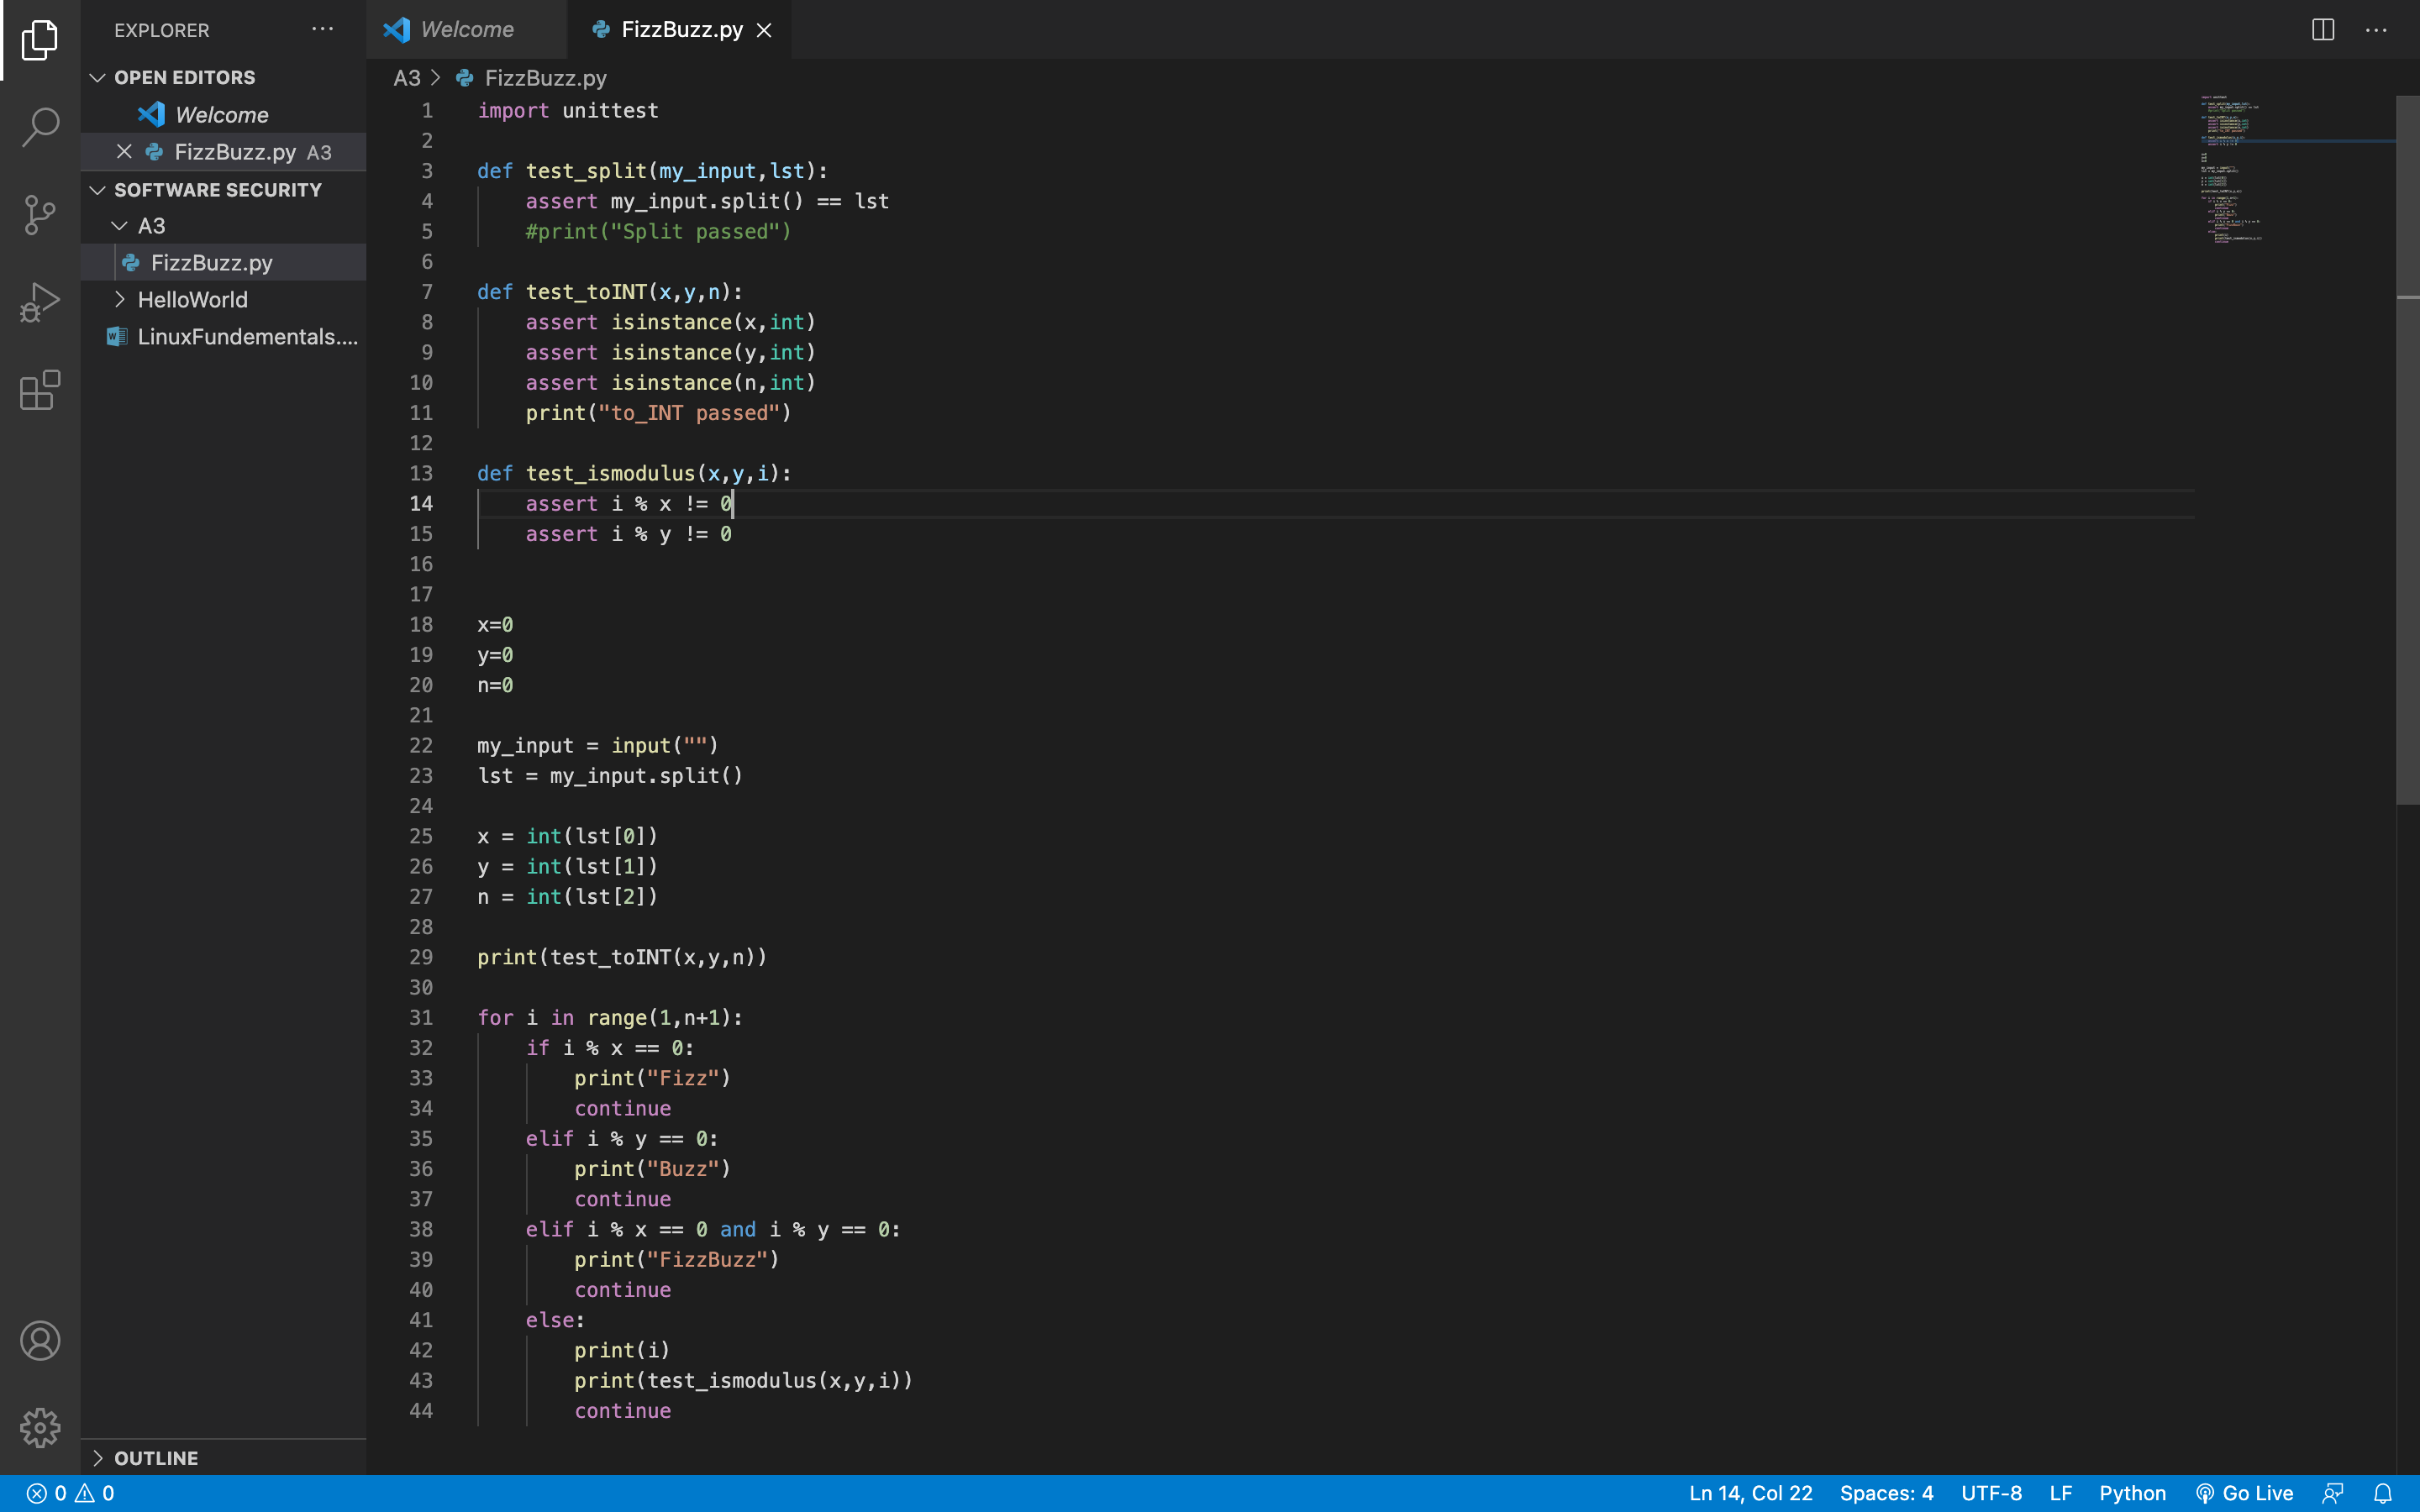 EXPLORER
OPEN EDITORS
Welcome
FizzBuzz.py A3
SOFTWARE SECURITY
A3
FizzBuzz.py
HelloWorld
LinuxFundementals....
OUTLINE
Welcome
FizzBuzz.py
A3 > FizzBuzz.py
1 import unittest
2
3 def test_split(my_input,lst):
4     assert my_input.split() == lst
5     #print("Split passed")
6
7 def test_toINT(x,y,n):
8     assert isinstance(x,int)
9     assert isinstance(y,int)
10     assert isinstance(n,int)
11     print("to_INT passed")
12
13 def test_ismodulus(x,y,i):
14     assert i % x != 0
15     assert i % y != 0
16
17
18 x=0
19 y=0
20 n=0
21
22 my_input = input("")
23 lst = my_input.split()
24
25 x = int(lst[0])
26 y = int(lst[1])
27 n = int(lst[2])
28
29 print(test_toINT(x,y,n))
30
31 for i in range(1,n+1):
32     if i % x == 0:
33         print("Fizz")
34         continue
35     elif i % y == 0:
36         print("Buzz")
37         continue
38     elif i % x == 0 and i % y == 0:
39         print("FizzBuzz")
40         continue
41     else:
42         print(i)
43         print(test_ismodulus(x,y,i))
44         continue
0 0 Ln 14, Col 22 Spaces: 4 UTF-8 LF Python Go Live